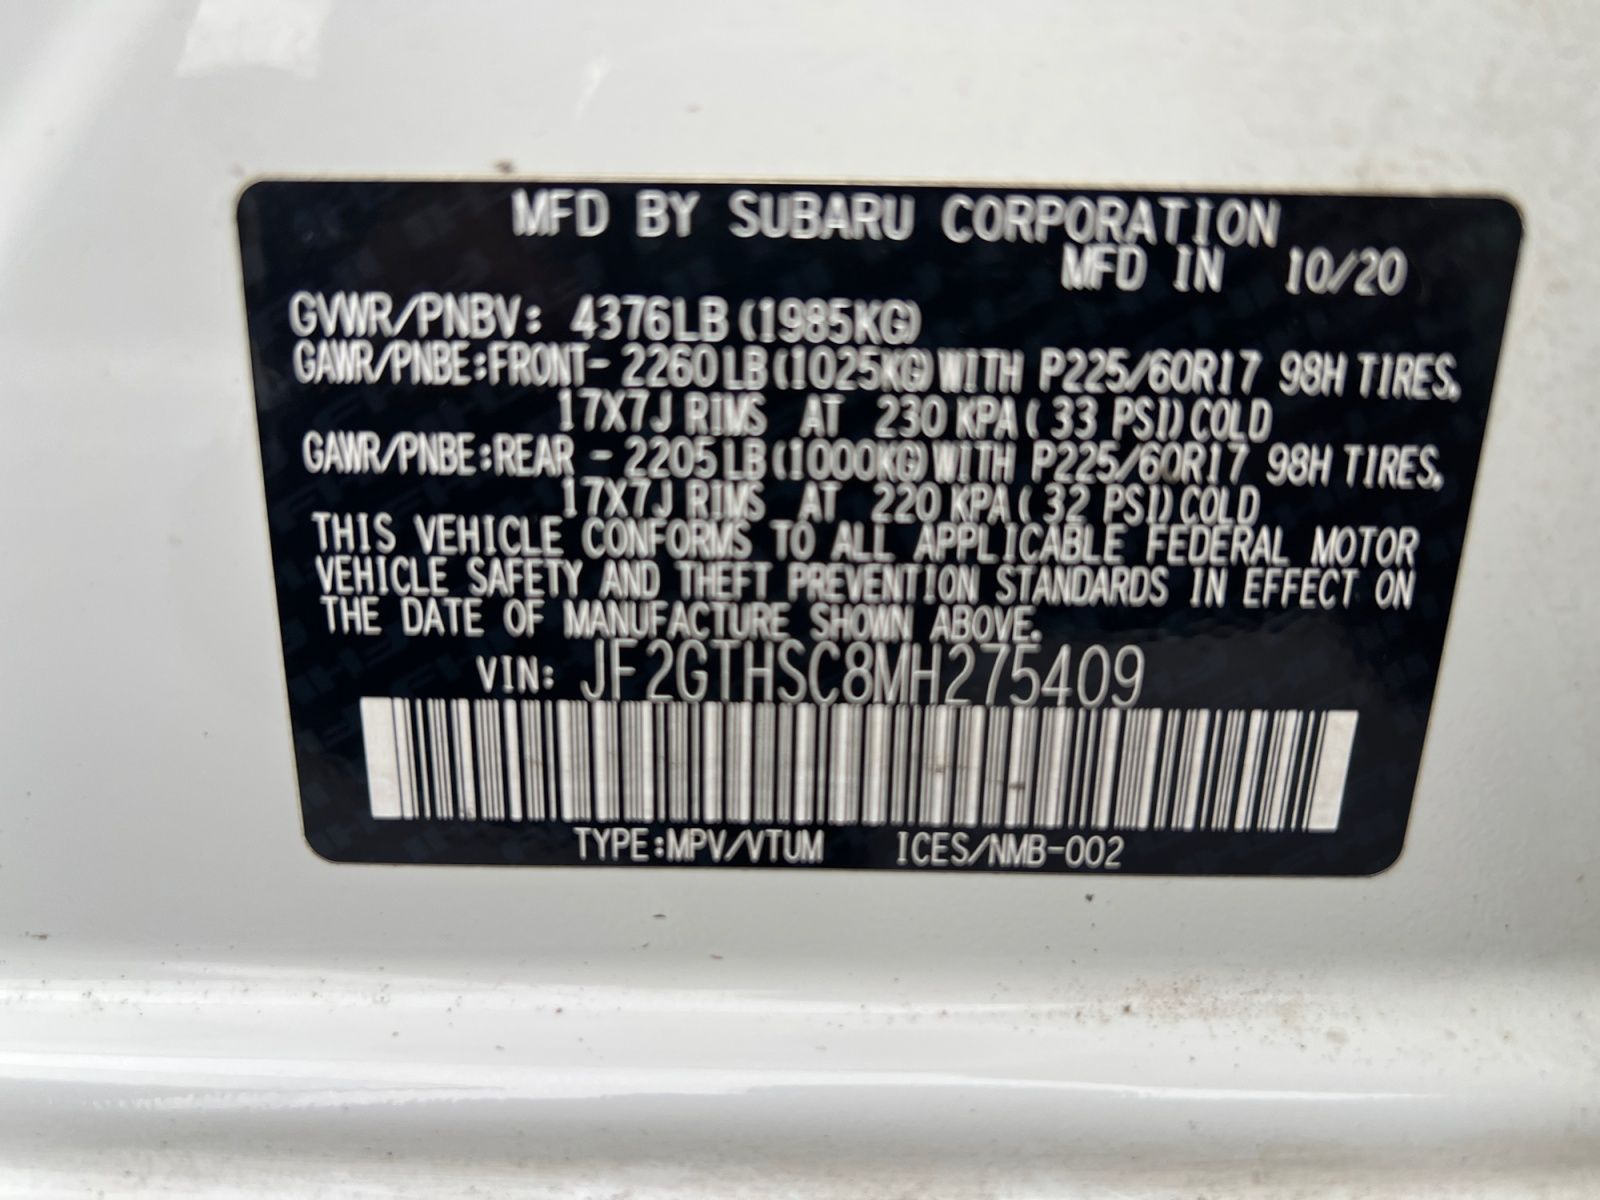 MFD BY SUBARU CORPORATION
MFD IN 10/20
GVWR/PNBV: 4376LB(1985KG)
GAWR/PNBE:FRONT- 2260LB(1025KG)WITH P225/60R17 98H TIRES,
17X7J RIMS AT 230 KPA( 33 PSI)COLD
GAWR/PNBE:REAR - 2205LB(1000KG)WITH P225/60R17 98H TIRES,
17X7J RIMS AT 220 KPA( 32 PSI)COLD
THIS VEHICLE CONFORMS TO ALL APPLICABLE FEDERAL MOTOR
VEHICLE SAFETY AND THEFT PREVENTION STANDARDS IN EFFECT ON
THE DATE OF MANUFACTURE SHOWN ABOVE.
VIN: JF2GTHSC8MH275409
TYPE:MPV/VTUM ICES/NMB-002